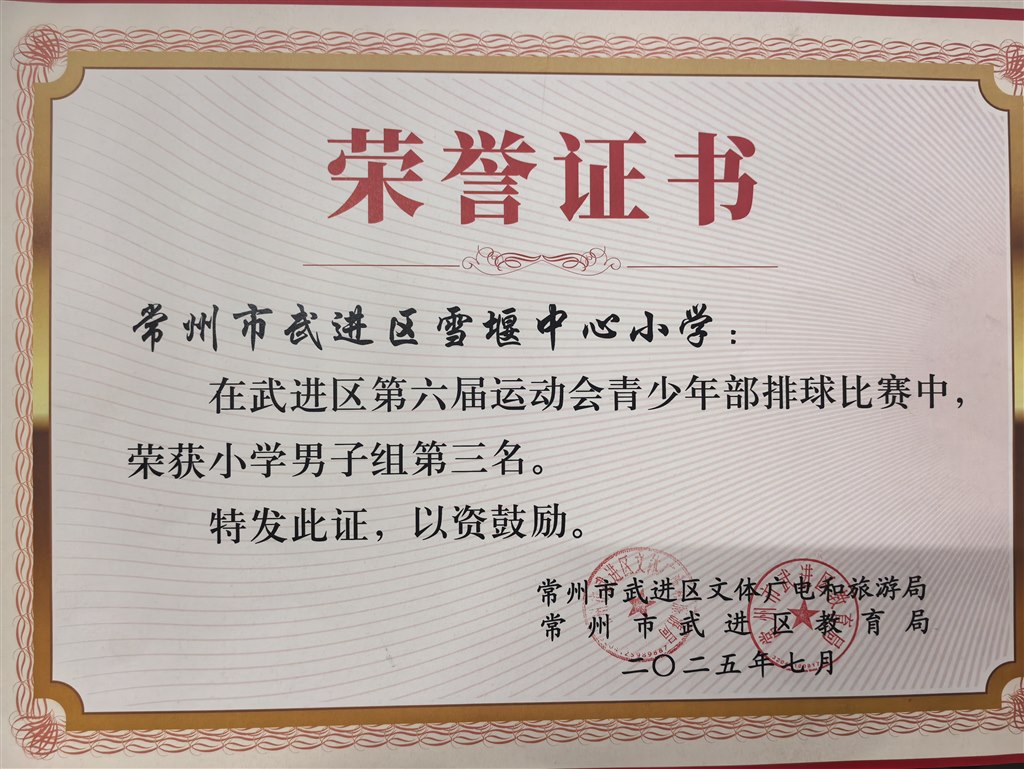 荣誉证书
常州市武进区雪堰中心小学：
在武进区第六届运动会青少年部排球比赛中，
荣获小学男子组第三名。
特发此证，以资鼓励。
常州市武进区文体广电和旅游局
常州市武进区教育局
二〇二五年七月